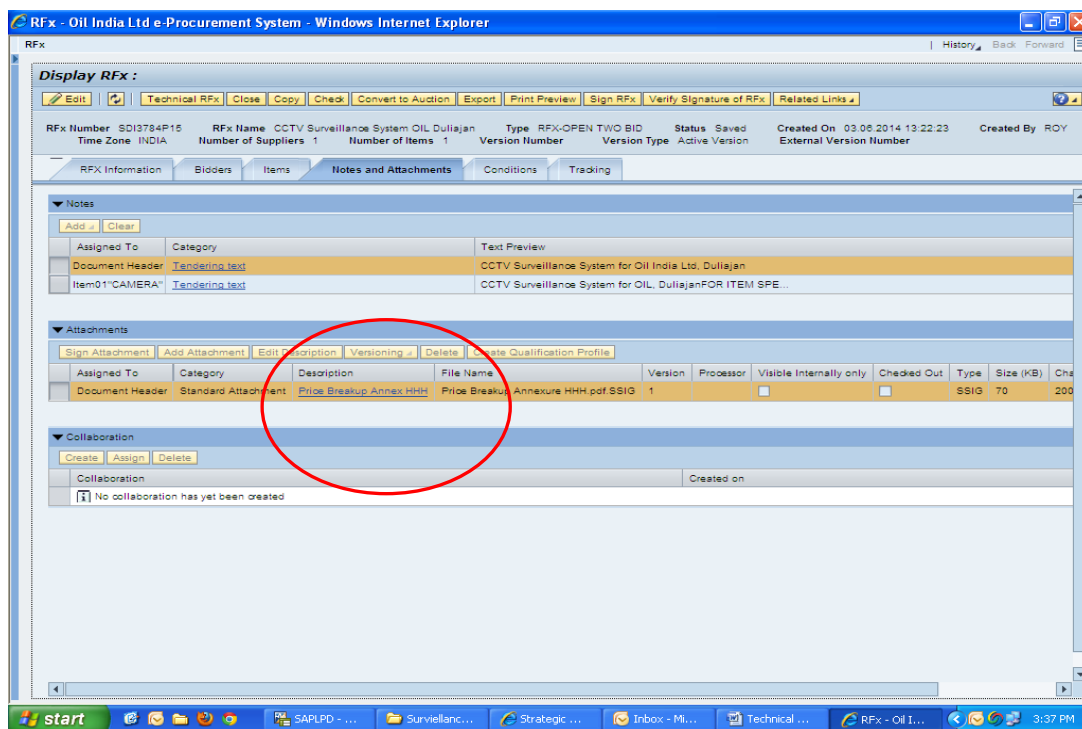 RFx - Oil India Ltd e-Procurement System - Windows Internet Explorer
RFx | History Back Forward
Display RFx :
Edit | Technical RFx Close Copy Check Convert to Auction Export Print Preview Sign RFx Verify Signature of RFx Related Links
RFx Number SDI3784P15 RFx Name CCTV Surveillance System OIL Duliajan Type RFX-OPEN TWO BID Status Saved Created On 03.06.2014 13:22:23 Created By ROY
Time Zone INDIA Number of Suppliers 1 Number of Items 1 Version Number Version Type Active Version External Version Number
RFX Information Bidders Items Notes and Attachments Conditions Tracking
Notes
Add Clear
Assigned To Category Text Preview
Document Header Tendering text CCTV Surveillance System for Oil India Ltd, Duliajan
Item01"CAMERA" Tendering text CCTV Surveillance System for OIL, DuliajanFOR ITEM SPE...
Attachments
Sign Attachment Add Attachment Edit Description Versioning Delete Create Qualification Profile
Assigned To Category Description File Name Version Processor Visible Internally only Checked Out Type Size (KB) Cha
Document Header Standard Attachment Price Breakup Annex HHH Price Breakup Annexure HHH.pdf.SSIG 1 SSIG 70 200
Collaboration
Create Assign Delete
Collaboration Created on
No collaboration has yet been created
start SAPLPD - ... Surviellanc... Strategic ... Inbox - Mi... Technical ... RFx - Oil I... 3:37 PM